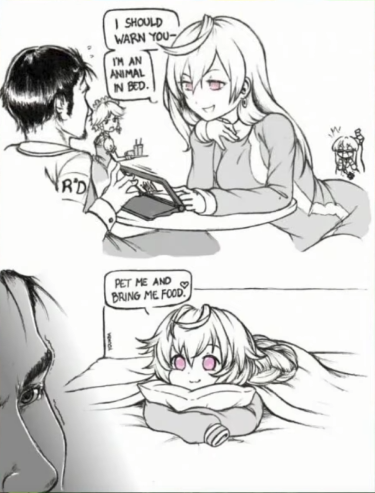 I SHOULD
WARN YOU-
I'M AN
ANIMAL
IN BED.
R'D
PET ME AND
BRING ME FOOD.